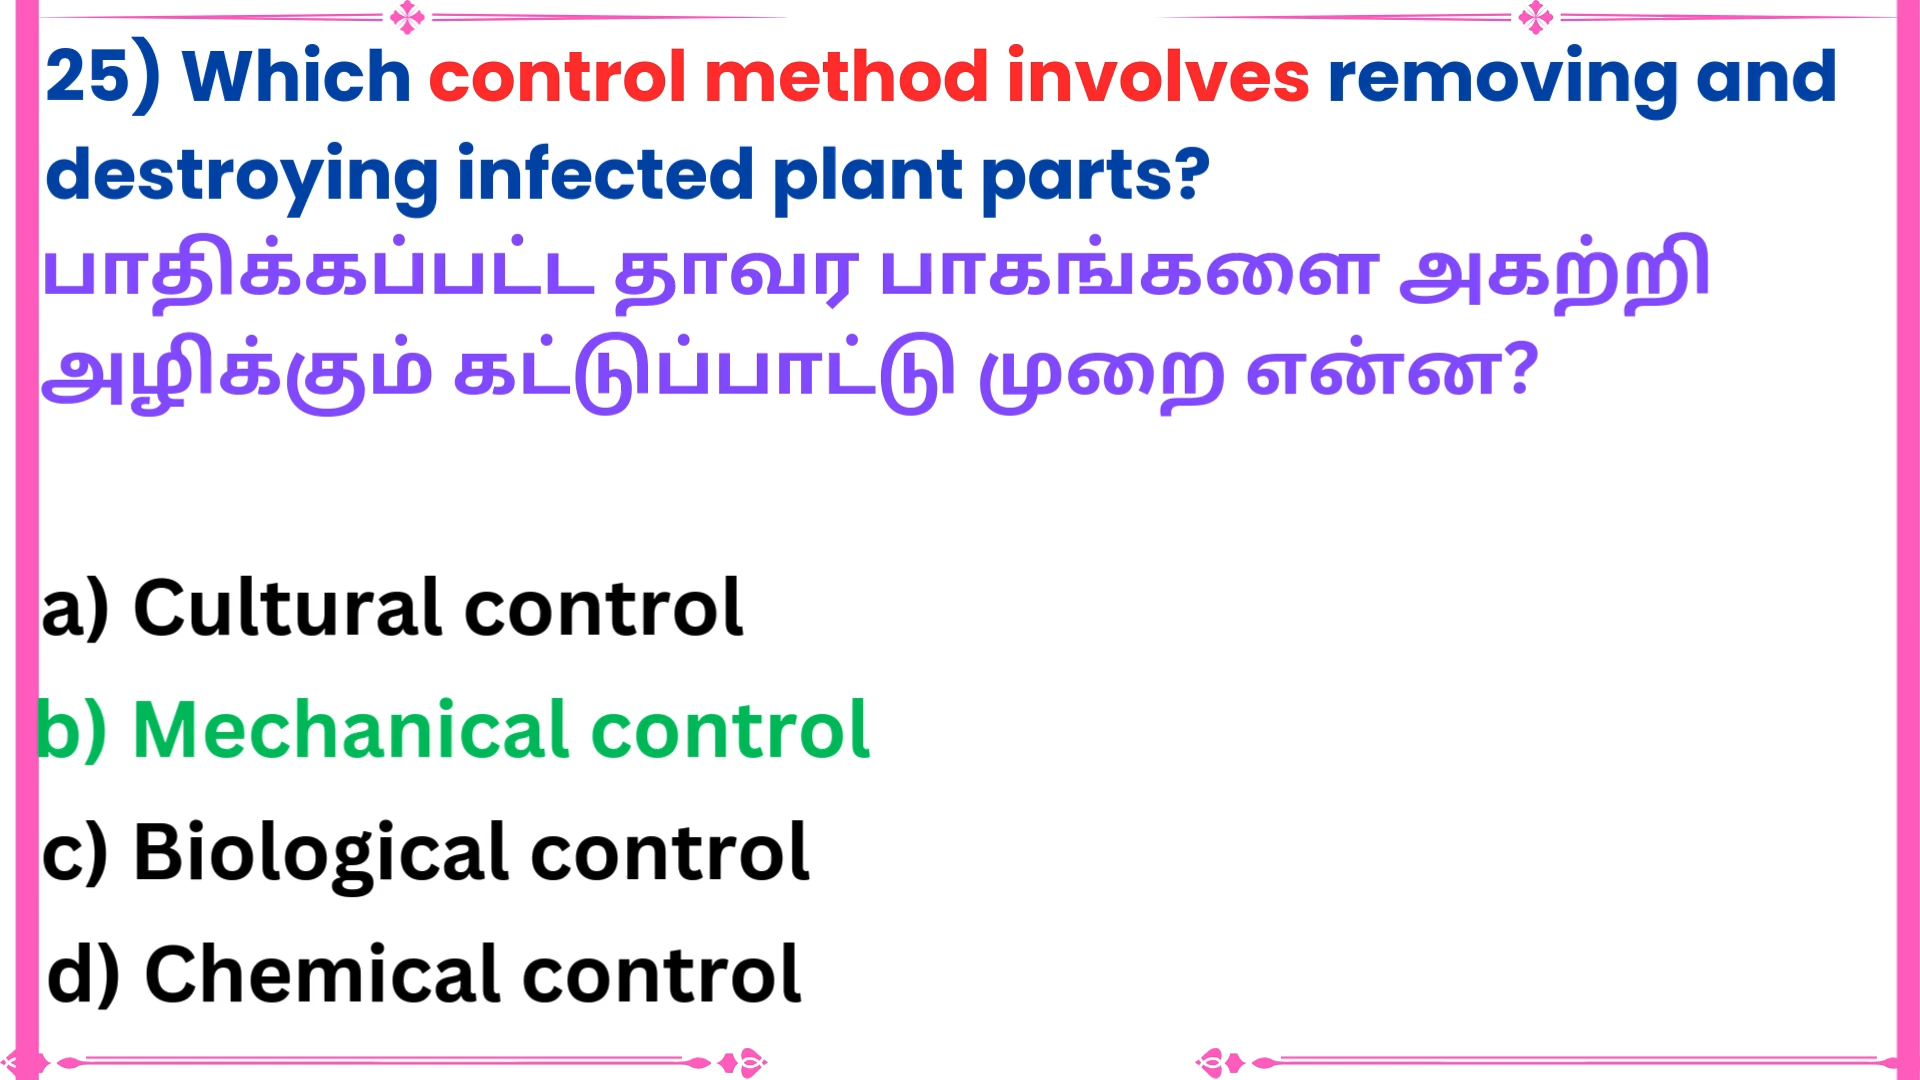 25) Which control method involves removing and
destroying infected plant parts?
பாதிக்கப்பட்ட தாவர பாகங்களை அகற்றி
அழிக்கும் கட்டுப்பாட்டு முறை என்ன?
a) Cultural control
b) Mechanical control
c) Biological control
d) Chemical control